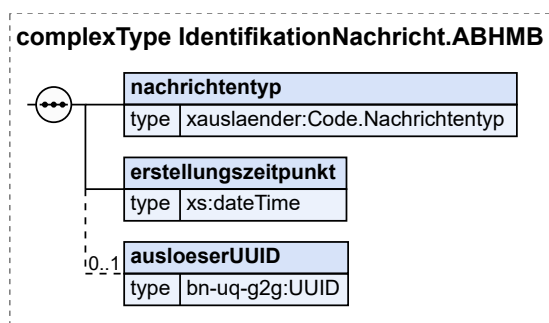 complexType IdentifikationNachricht.ABHMB
nachrichtentyp
type xauslaender:Code.Nachrichtentyp
erstellungszeitpunkt
type xs:dateTime
0..1
ausloeserUUID
type bn-uq-g2g:UUID